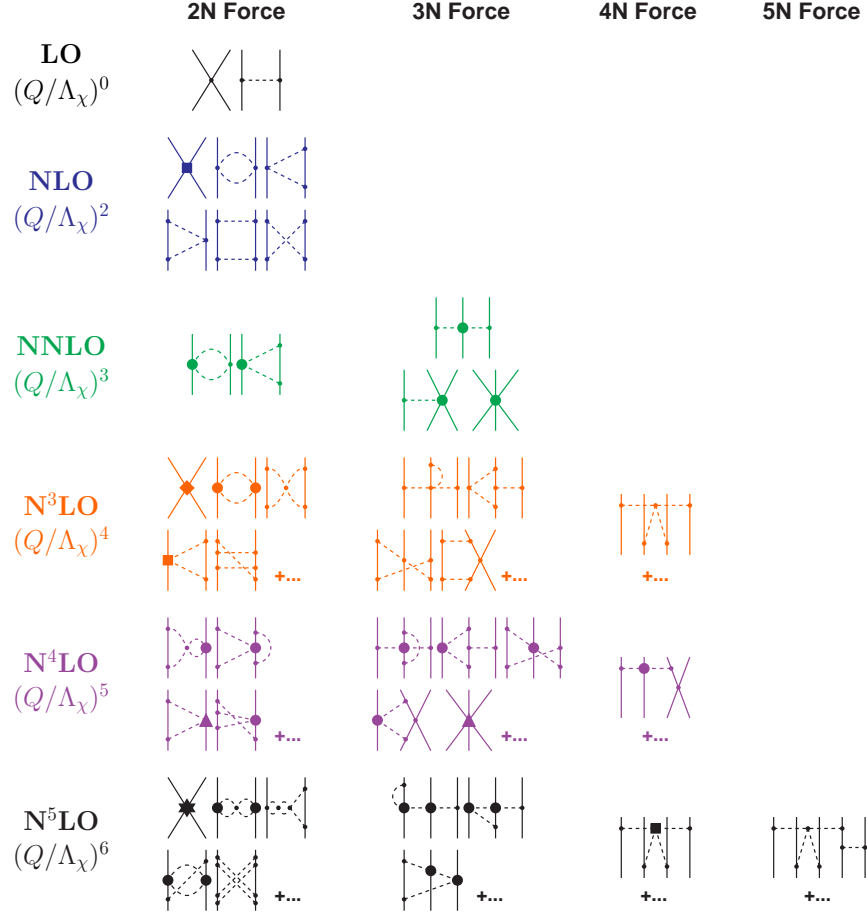 2N Force 3N Force 4N Force 5N Force
LO
(Q/Λχ)^0
NLO
(Q/Λχ)^2
NNLO
(Q/Λχ)^3
N^3LO
(Q/Λχ)^4
+... +... +...
N^4LO
(Q/Λχ)^5
+... +... +...
N^5LO
(Q/Λχ)^6
+... +... +... +...